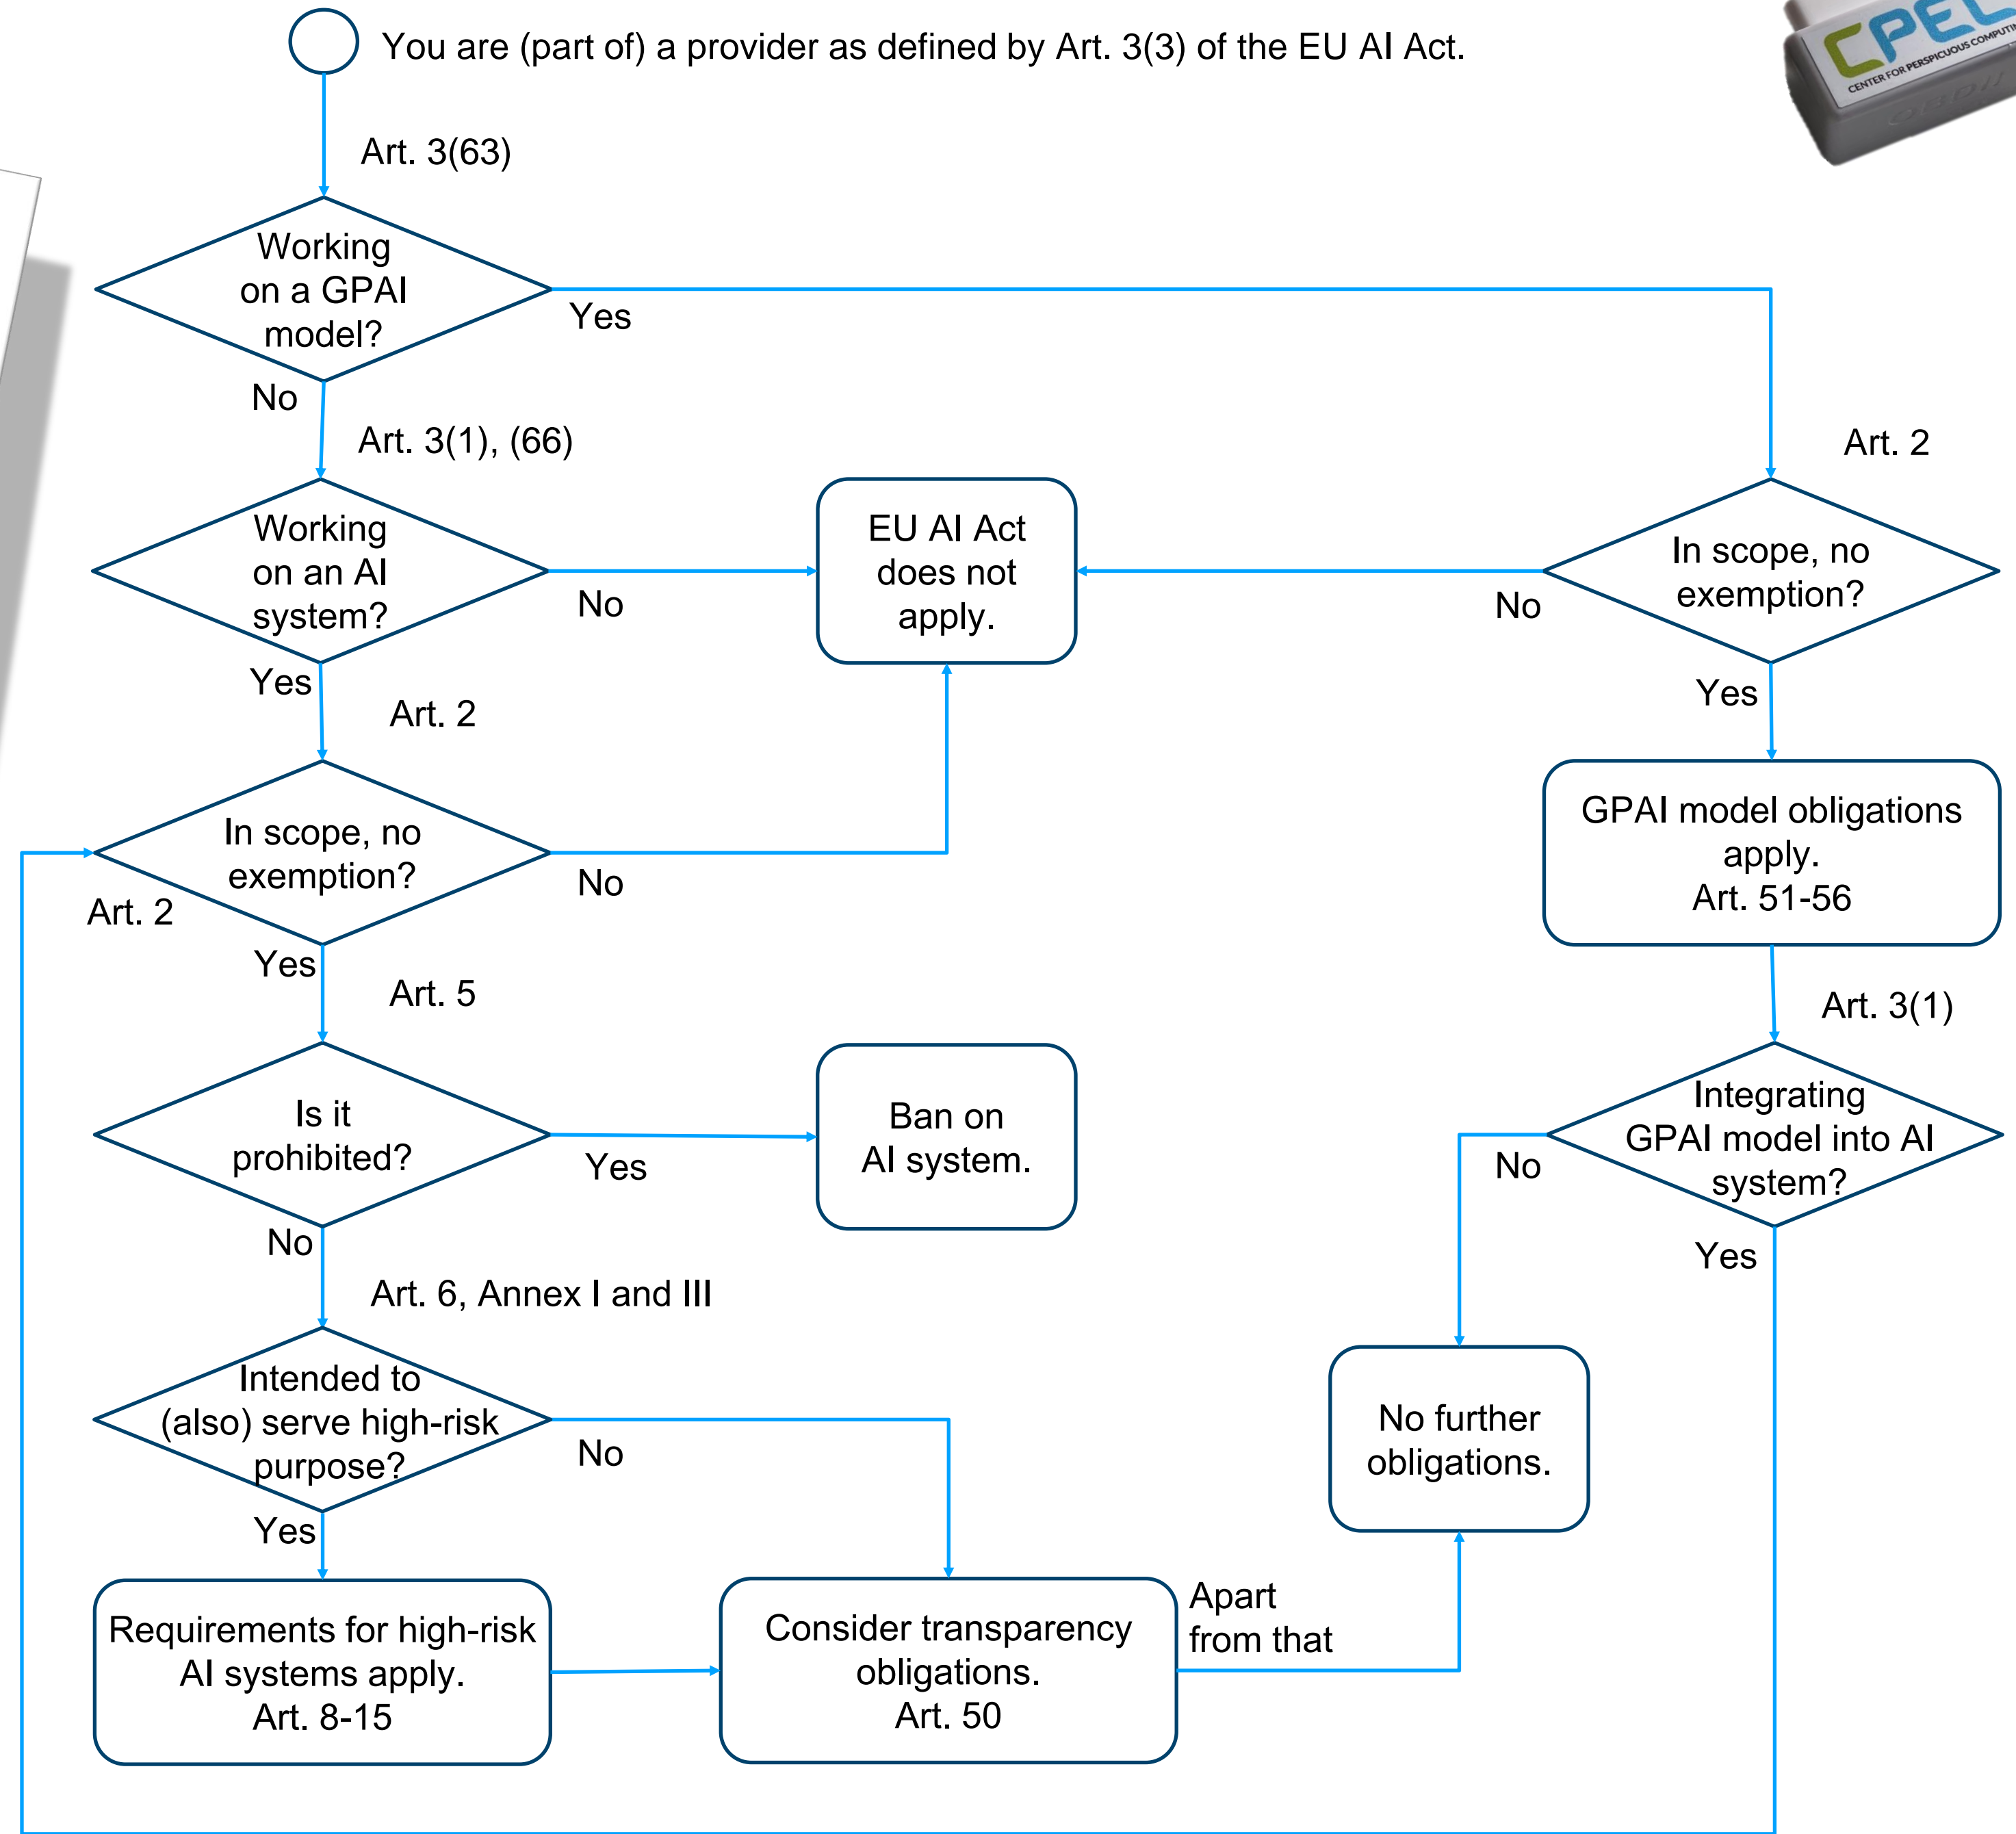 You are (part of) a provider as defined by Art. 3(3) of the EU AI Act.
CPEC
CENTER FOR PERSPICUOUS
OBDII
Art. 3(63)
Working
on a GPAI
model?
Yes
No
Art. 3(1), (66)
Art. 2
Working
on an AI
system?
No
Yes
EU AI Act
does not
apply.
In scope, no
exemption?
No
Yes
Art. 2
In scope, no
exemption?
No
Art. 2
Yes
GPAI model obligations
apply.
Art. 51-56
Art. 5
Art. 3(1)
Is it
prohibited?
Yes
No
Ban on
AI system.
Integrating
GPAI model into AI
system?
No
Yes
Art. 6, Annex I and III
Intended to
(also) serve high-risk
purpose?
No
Yes
No further
obligations.
Requirements for high-risk
AI systems apply.
Art. 8-15
Consider transparency
obligations.
Art. 50
Apart
from that